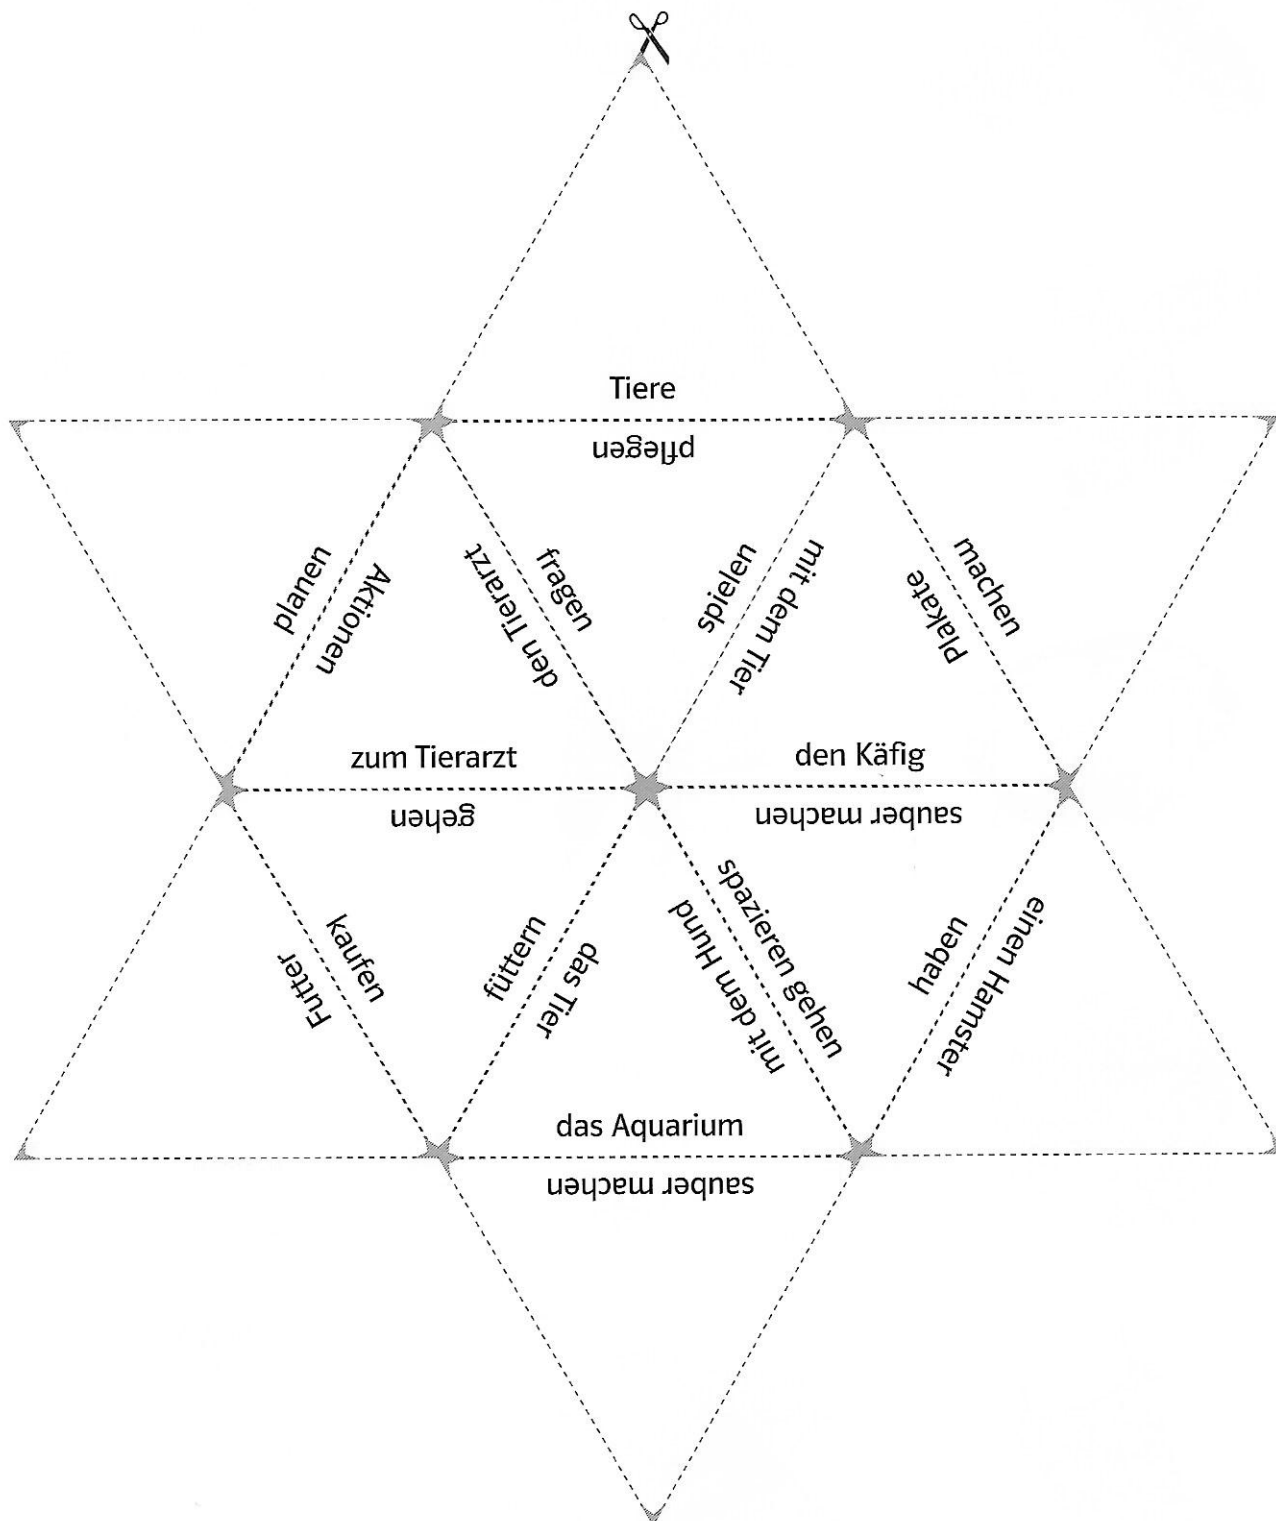 Tiere
pflegen
planen
Aktionen
den Tierarzt
fragen
spielen
mit dem Tier
Plakate
machen
zum Tierarzt
gehen
den Käfig
sauber machen
Futter
kaufen
füttern
das Tier
mit dem Hund
spazieren gehen
haben
einen Hamster
das Aquarium
sauber machen